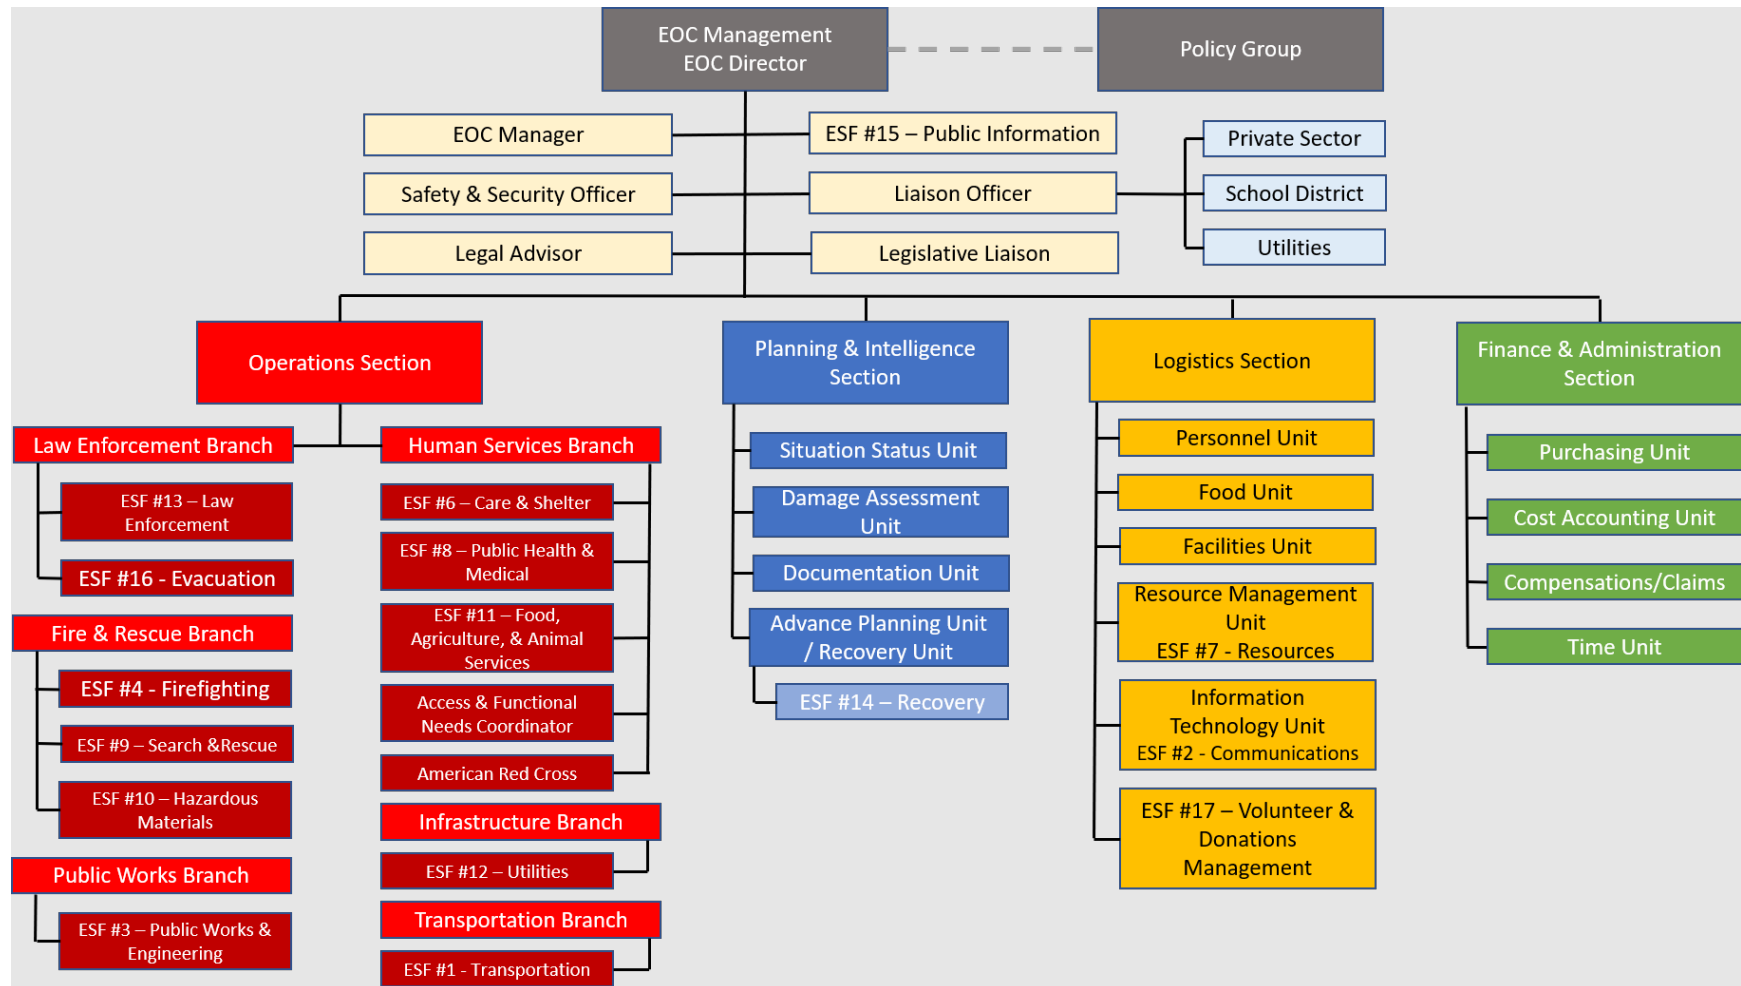 EOC Management
EOC Director
Policy Group
EOC Manager
ESF #15 – Public Information
Private Sector
Safety & Security Officer
Liaison Officer
School District
Legal Advisor
Legislative Liaison
Utilities
Operations Section
Law Enforcement Branch
ESF #13 – Law
Enforcement
ESF #16 - Evacuation
Fire & Rescue Branch
ESF #4 - Firefighting
ESF #9 – Search &Rescue
ESF #10 – Hazardous
Materials
Public Works Branch
ESF #3 – Public Works &
Engineering
Human Services Branch
ESF #6 – Care & Shelter
ESF #8 – Public Health &
Medical
ESF #11 – Food,
Agriculture, & Animal
Services
Access & Functional
Needs Coordinator
American Red Cross
Infrastructure Branch
ESF #12 – Utilities
Transportation Branch
ESF #1 - Transportation
Planning & Intelligence
Section
Situation Status Unit
Damage Assessment
Unit
Documentation Unit
Advance Planning Unit
/ Recovery Unit
ESF #14 – Recovery
Logistics Section
Personnel Unit
Food Unit
Facilities Unit
Resource Management
Unit
ESF #7 - Resources
Information
Technology Unit
ESF #2 - Communications
ESF #17 – Volunteer &
Donations
Management
Finance & Administration
Section
Purchasing Unit
Cost Accounting Unit
Compensations/Claims
Time Unit